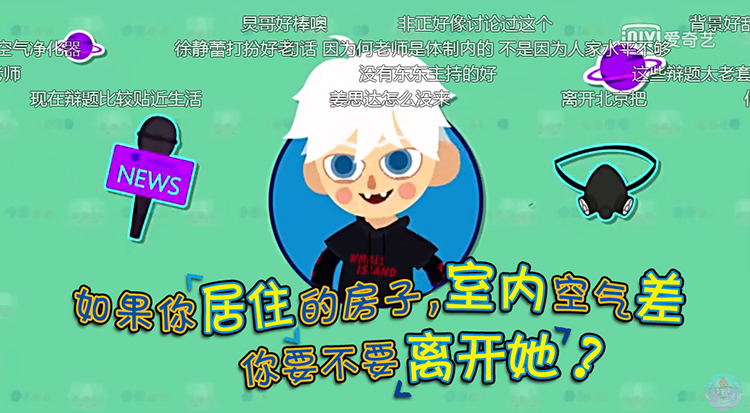 炅哥好棒噢 非正好像讨论过这个 背景好
iQIYI 爱奇艺
空气净化器 徐静蕾打扮好老 因为何老师是体制内的 不是因为人家水平不够
老师 没有东东主持的好 这些辩题太老套
现在辩题比较贴近生活 姜思达怎么没来 离开北京把
NEWS
WHALE
ISLAND
如果你居住的房子,室内空气差
你要不要离开她?